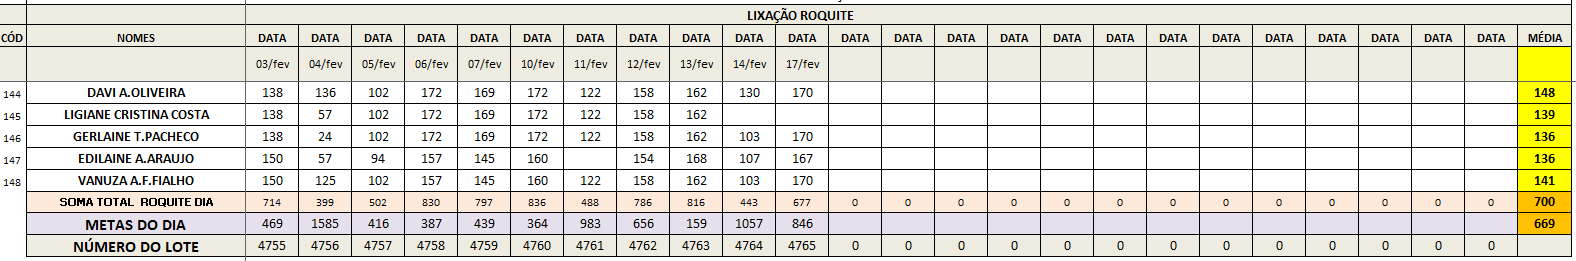 LIXAÇÃO ROQUITE
CÓD NOMES DATA DATA DATA DATA DATA DATA DATA DATA DATA DATA DATA DATA DATA DATA DATA DATA DATA DATA DATA DATA DATA DATA DATA DATA MÉDIA
03/fev 04/fev 05/fev 06/fev 07/fev 10/fev 11/fev 12/fev 13/fev 14/fev 17/fev
144 DAVI A.OLIVEIRA 138 136 102 172 169 172 122 158 162 130 170 148
145 LIGIANE CRISTINA COSTA 138 57 102 172 169 172 122 158 162 139
146 GERLAINE T.PACHECO 138 24 102 172 169 172 122 158 162 103 170 136
147 EDILAINE A.ARAUJO 150 57 94 157 145 160 154 168 107 167 136
148 VANUZA A.F.FIALHO 150 125 102 157 145 160 122 158 162 103 170 141
SOMA TOTAL ROQUITE DIA 714 399 502 830 797 836 488 786 816 443 677 0 0 0 0 0 0 0 0 0 0 0 0 0 700
METAS DO DIA 469 1585 416 387 439 364 983 656 159 1057 846 669
NÚMERO DO LOTE 4755 4756 4757 4758 4759 4760 4761 4762 4763 4764 4765 0 0 0 0 0 0 0 0 0 0 0 0 0